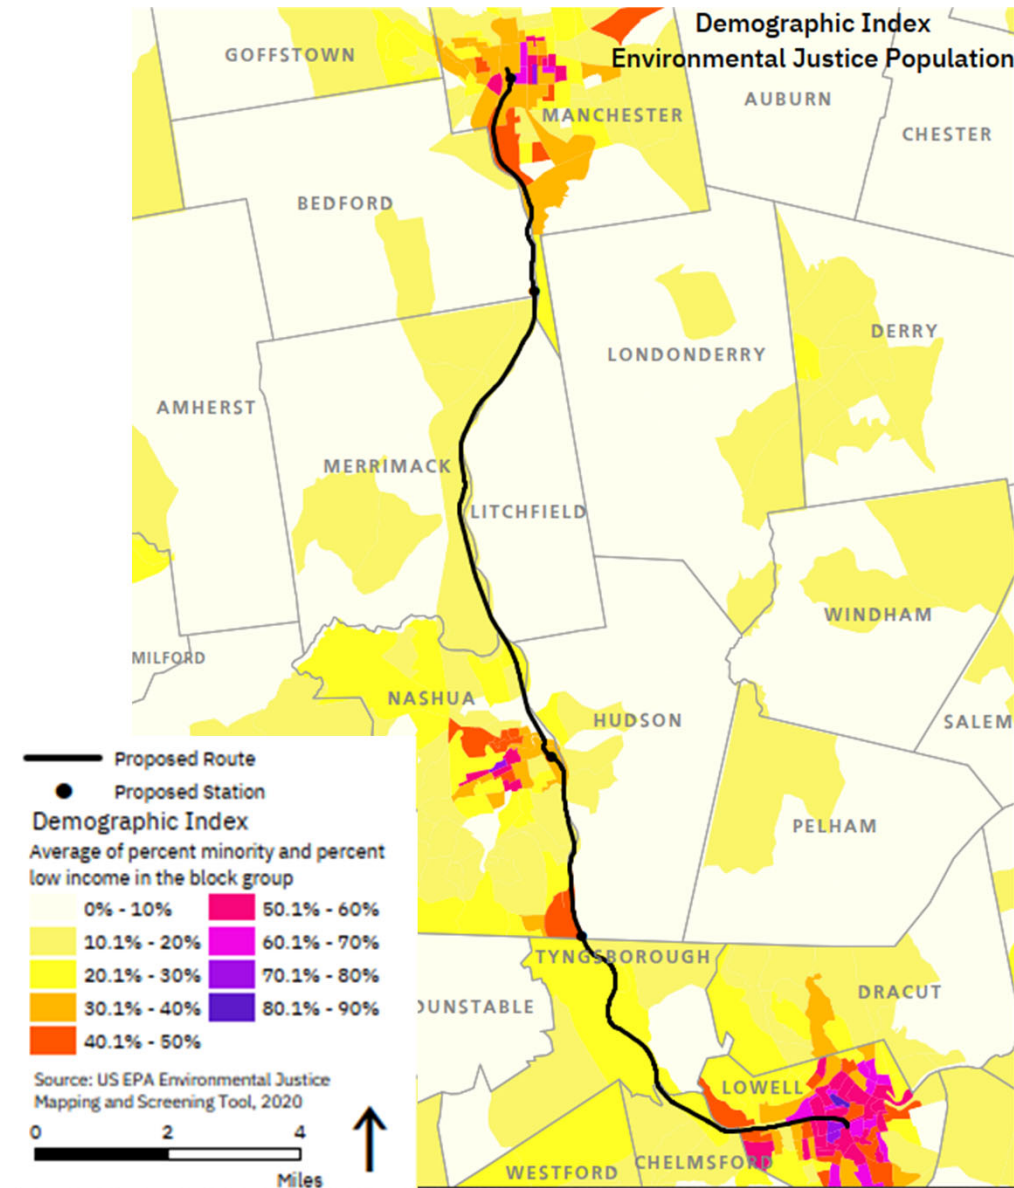 Demographic Index
Environmental Justice Population
GOFFSTOWN
AUBURN
MANCHESTER
CHESTER
BEDFORD
DERRY
LONDONDERRY
AMHERST
MERRIMACK
LITCHFIELD
WINDHAM
MILFORD
NASHUA
HUDSON
SALEM
PELHAM
TYNGSBOROUGH
DRACUT
DUNSTABLE
LOWELL
CHELMSFORD
WESTFORD
Proposed Route
Proposed Station
Demographic Index
Average of percent minority and percent
low income in the block group
0% - 10%
10.1% - 20%
20.1% - 30%
30.1% - 40%
40.1% - 50%
50.1% - 60%
60.1% - 70%
70.1% - 80%
80.1% - 90%
Source: US EPA Environmental Justice
Mapping and Screening Tool, 2020
0 2 4
Miles